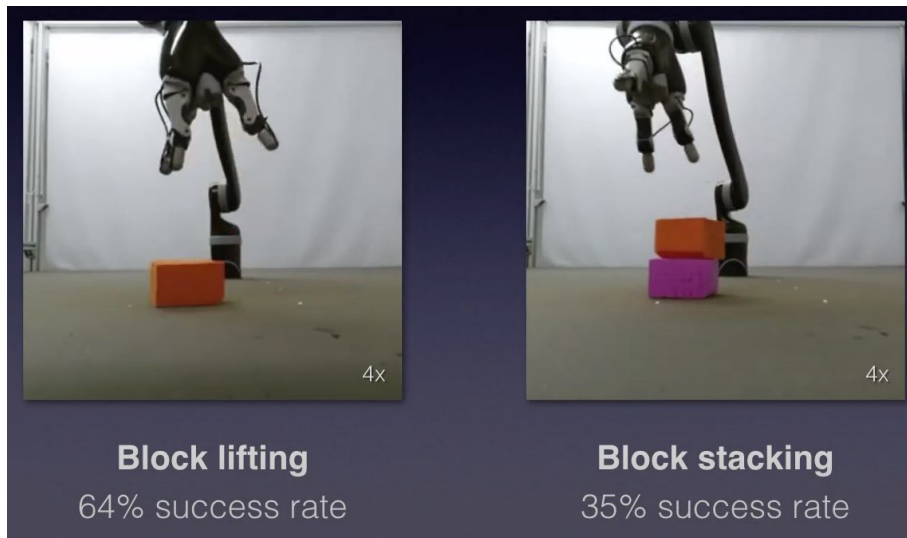 4x
4x
Block lifting
64% success rate
Block stacking
35% success rate